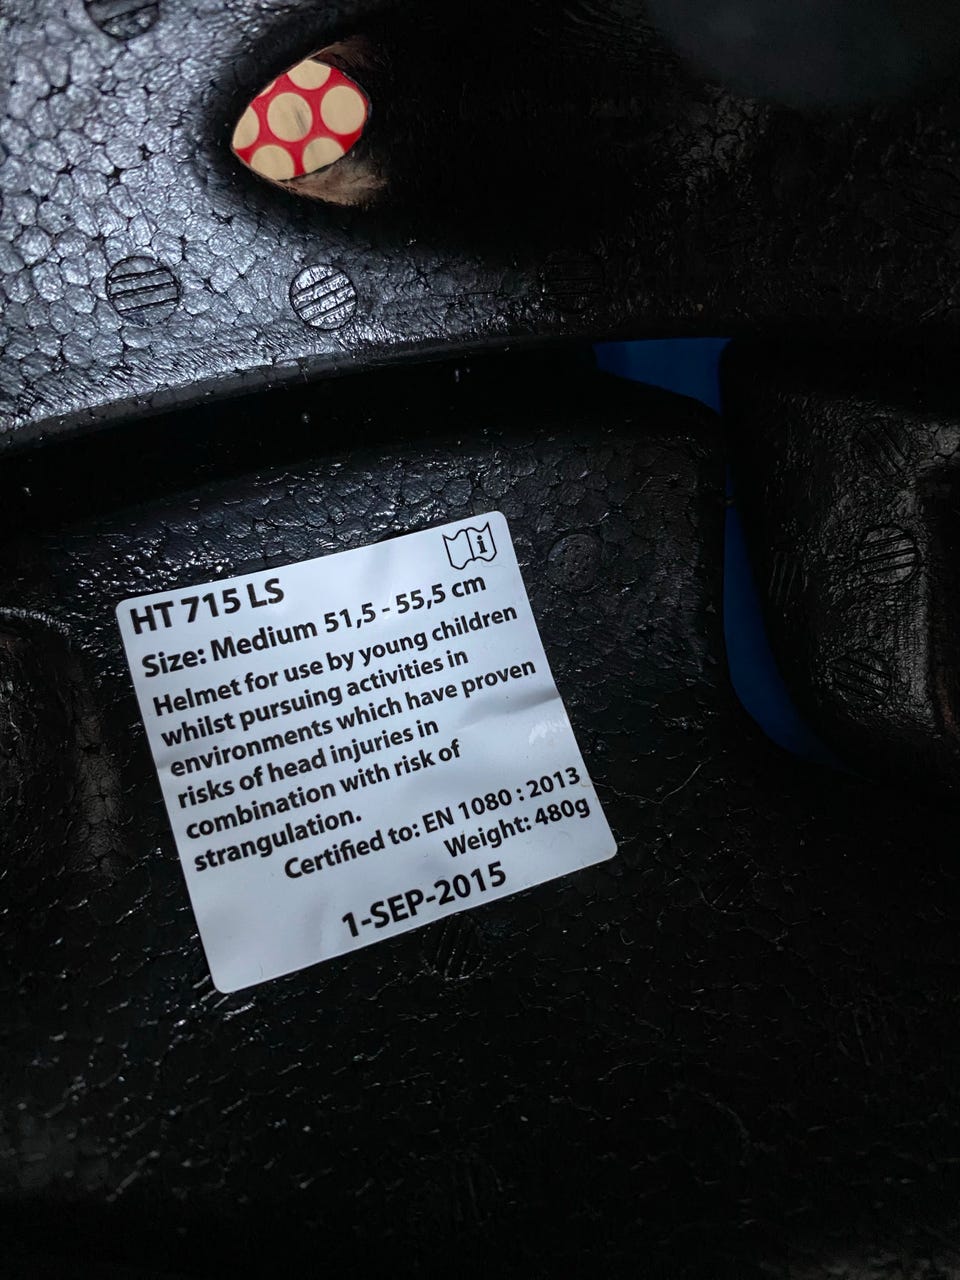 HT 715 LS
Size: Medium 51,5 - 55,5 cm
Helmet for use by young children
whilst pursuing activities in
environments which have proven
risks of head injuries in
combination with risk of
strangulation.
Certified to: EN 1080 : 2013
Weight: 480g
1-SEP-2015